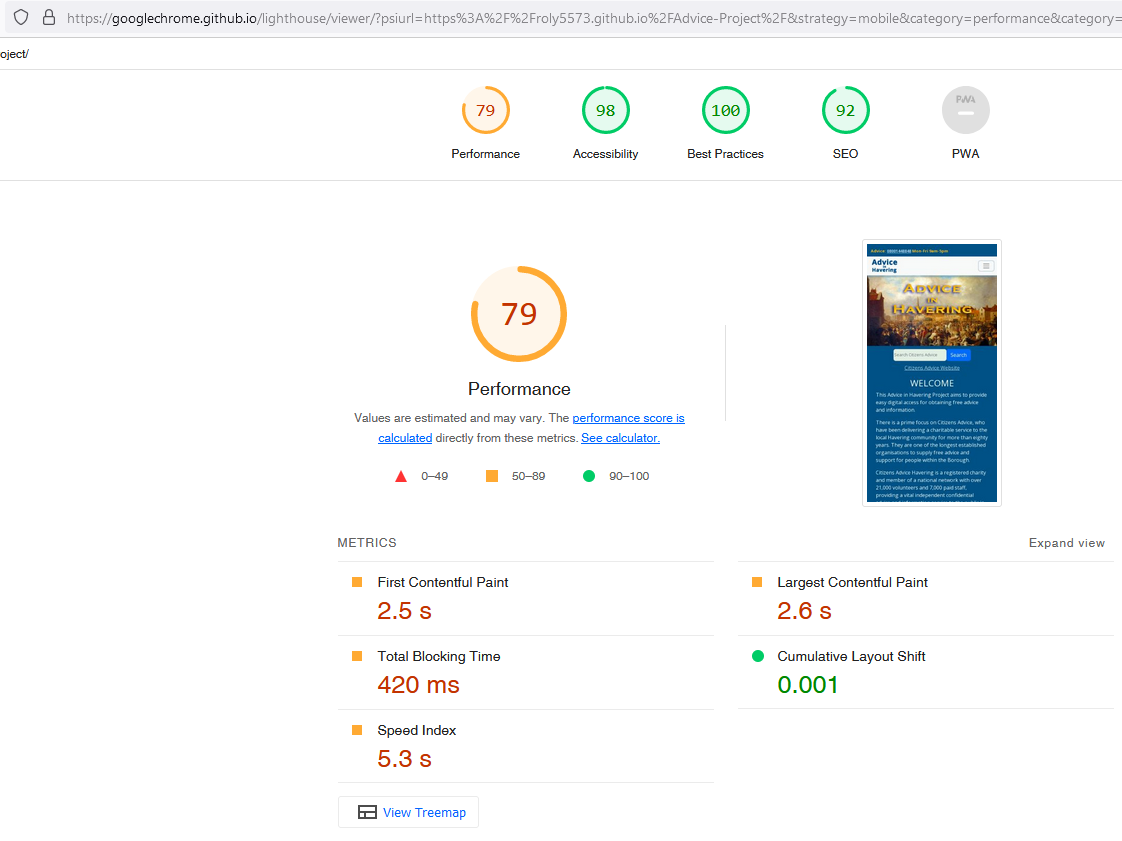 https://googlechrome.github.io/lighthouse/viewer/?psiurl=https%3A%2F%2Froly5573.github.io%2FAdvice-Project%2F&strategy=mobile&category=performance&category=
oject/
79
98
100
92
PWA
Performance
Accessibility
Best Practices
SEO
PWA
79
Performance
Values are estimated and may vary. The performance score is
calculated directly from these metrics. See calculator.
0–49
50–89
90–100
Advice
in
Havering
ADVICE
IN
HAVERING
Search Citizens Advice
Search
Citizens Advice Website
WELCOME
This Advice in Havering Project aims to provide
easy digital access for obtaining free advice
and information.
There is a prime focus on Citizens Advice, who
have been delivering a charitable service to the
local Havering community for more than eighty
years. They are one of the longest established
organisations to supply free advice and
support for people within the Borough.
Citizens Advice Havering is a registered charity
and member of a national network with over
21,000 volunteers and 7,000 paid staff,
providing a vital independent confidential
METRICS
Expand view
First Contentful Paint
2.5 s
Largest Contentful Paint
2.6 s
Total Blocking Time
420 ms
Cumulative Layout Shift
0.001
Speed Index
5.3 s
View Treemap